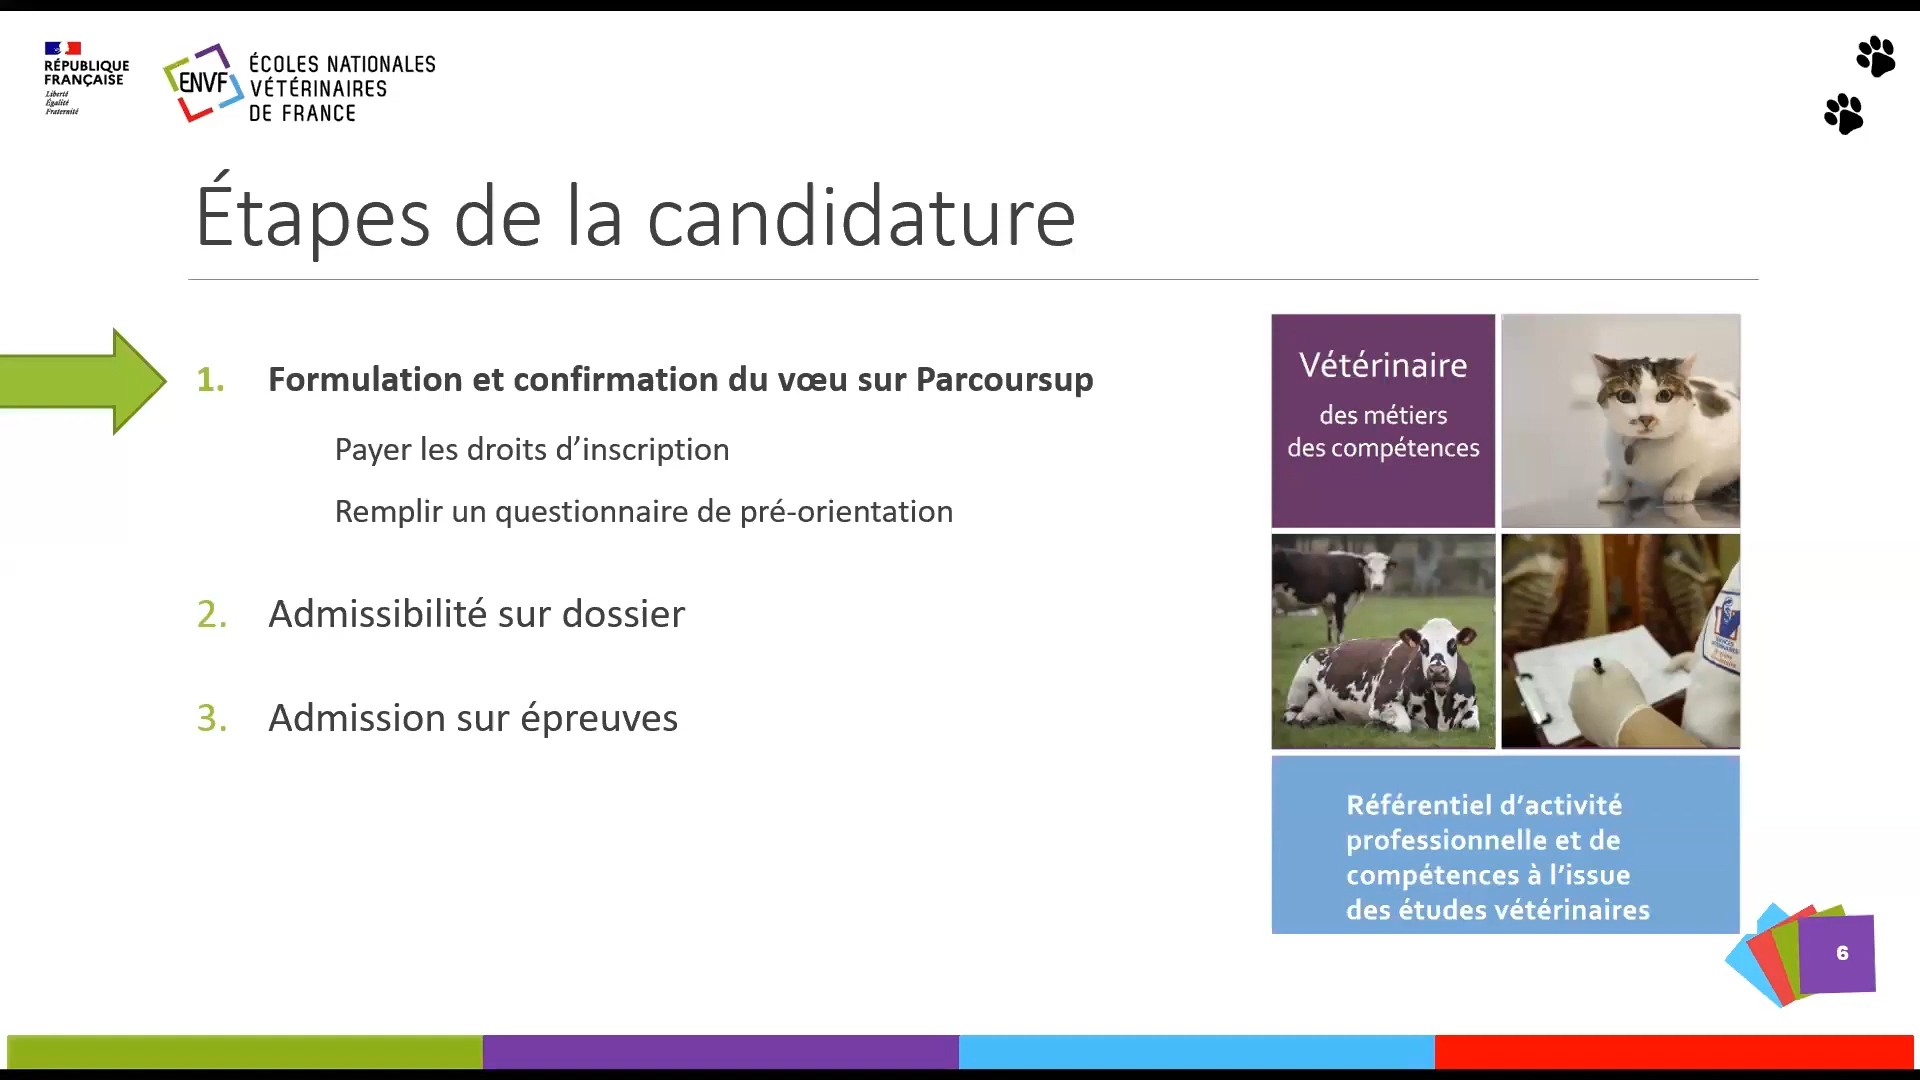 RÉPUBLIQUE
FRANÇAISE
Liberté
Égalité
Fraternité
ENVF
ÉCOLES NATIONALES
VÉTÉRINAIRES
DE FRANCE
Étapes de la candidature
1. Formulation et confirmation du vœu sur Parcoursup
Payer les droits d’inscription
Remplir un questionnaire de pré-orientation
2. Admissibilité sur dossier
3. Admission sur épreuves
Vétérinaire
des métiers
des compétences
Référentiel d’activité
professionnelle et de
compétences à l’issue
des études vétérinaires
6